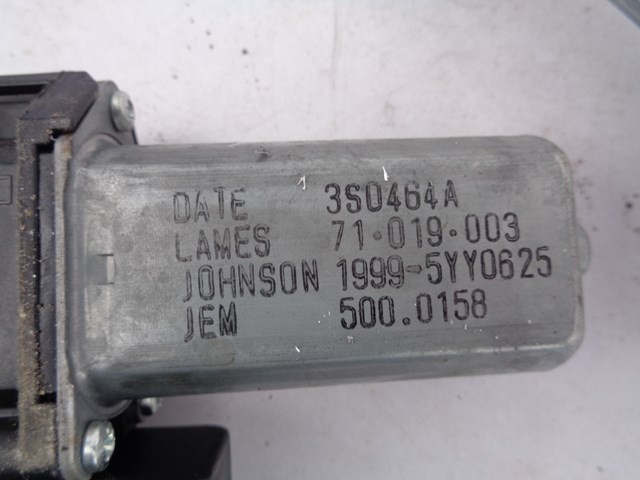 DATE 3S0464A
LAMES 71.019.003
JOHNSON 1999-5YY0625
JEM 500.0158